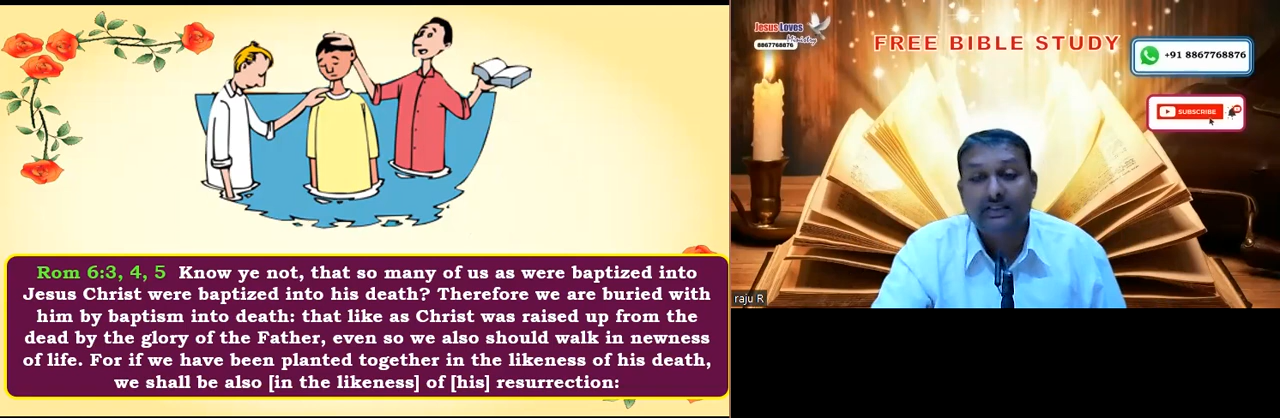 Rom 6:3, 4, 5 Know ye not, that so many of us as were baptized into
Jesus Christ were baptized into his death? Therefore we are buried with
him by baptism into death: that like as Christ was raised up from the
dead by the glory of the Father, even so we also should walk in newness
of life. For if we have been planted together in the likeness of his death,
we shall be also [in the likeness] of [his] resurrection:
Jesus Loves
Ministry
8867768876
FREE BIBLE STUDY
+91 8867768876
SUBSCRIBE
raju R